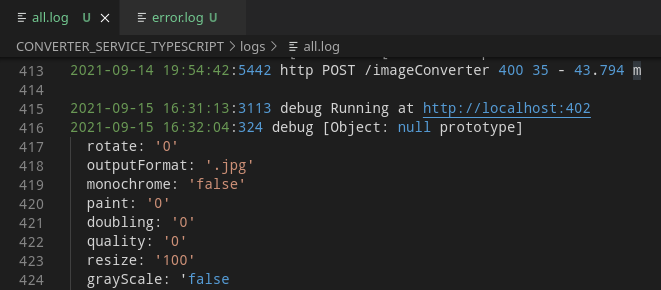 all.log U × error.log U
CONVERTER_SERVICE_TYPESCRIPT > logs > all.log
413 2021-09-14 19:54:42:5442 http POST /imageConverter 400 35 - 43.794 m
414
415 2021-09-15 16:31:13:3113 debug Running at http://localhost:402
416 2021-09-15 16:32:04:324 debug [Object: null prototype]
417 rotate: '0'
418 outputFormat: '.jpg'
419 monochrome: 'false'
420 paint: '0'
421 doubling: '0'
422 quality: '0'
423 resize: '100'
424 grayScale: 'false